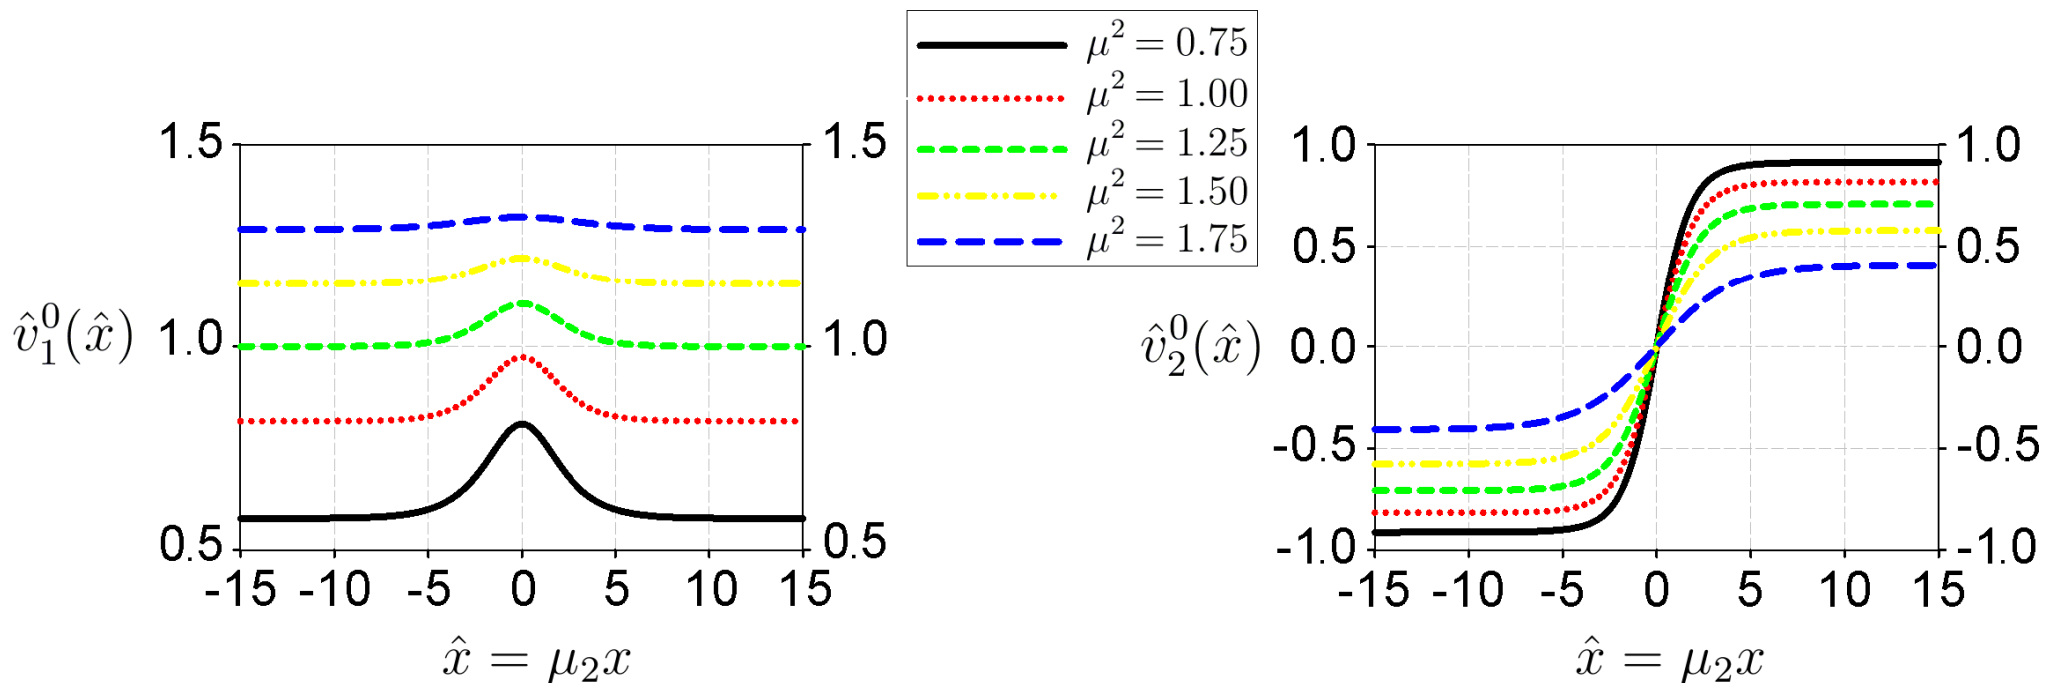 μ² = 0.75
μ² = 1.00
μ² = 1.25
μ² = 1.50
μ² = 1.75
1.5 1.5
v̂₁⁰(x̂) 1.0 1.0
0.5 0.5
-15 -10 -5 0 5 10 15
x̂ = μ₂x
1.0 1.0
0.5 0.5
v̂₂⁰(x̂) 0.0 0.0
-0.5 -0.5
-1.0 -1.0
-15 -10 -5 0 5 10 15
x̂ = μ₂x